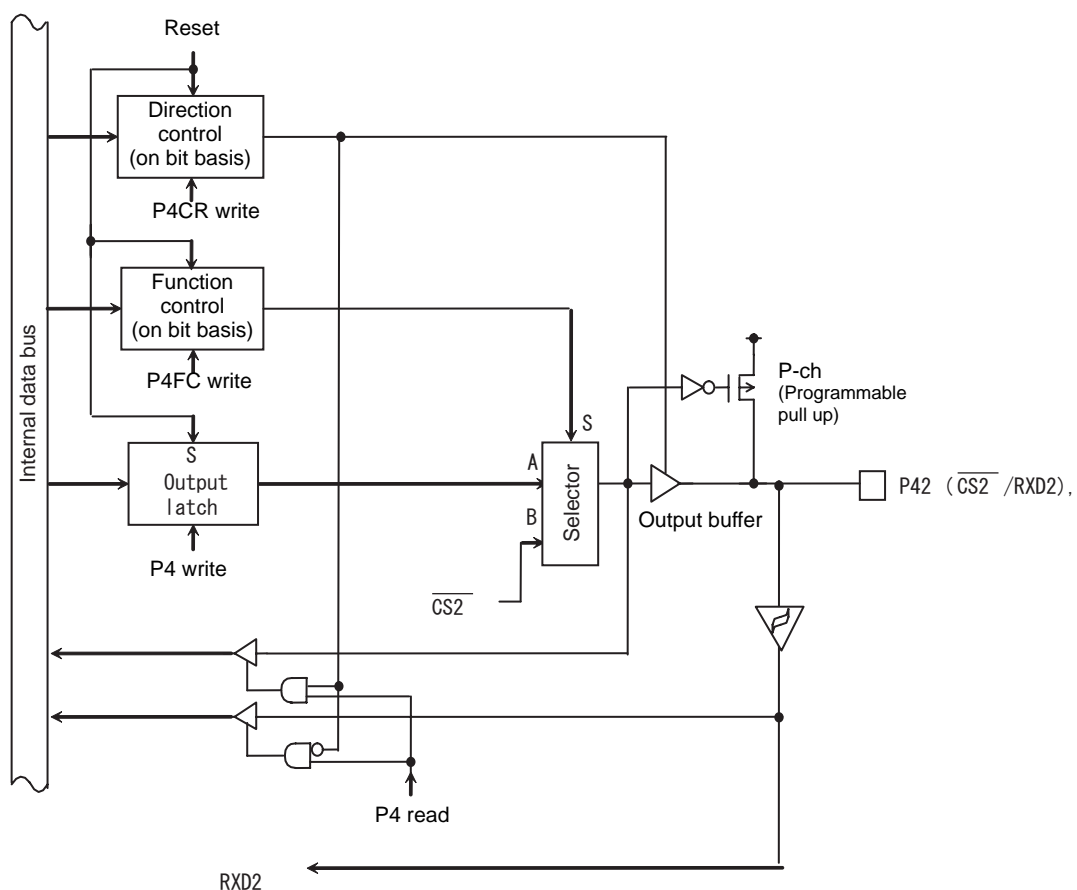 Reset
Direction
control
(on bit basis)
P4CR write
Function
control
(on bit basis)
P4FC write
Internal data bus
P-ch
(Programmable
pull up)
S
Output
latch
P4 write
S
A
B
Selector
Output buffer
P42 (CS2/RXD2),
CS2
P4 read
RXD2